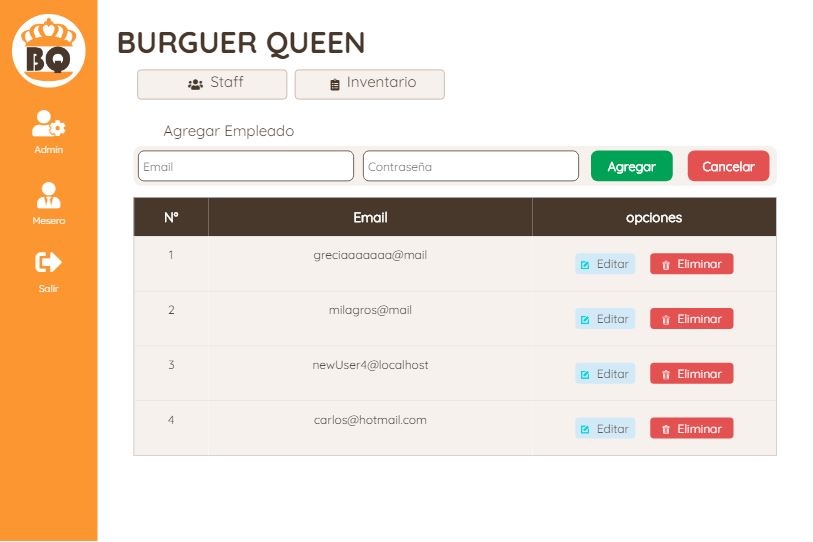 BQ
BURGUER QUEEN
Admin
Mesero
Salir
Staff
Inventario
Agregar Empleado
Email
Contraseña
Agregar
Cancelar
Nº Email opciones
1 greciaaaaaaa@mail Editar Eliminar
2 milagros@mail Editar Eliminar
3 newUser4@localhost Editar Eliminar
4 carlos@hotmail.com Editar Eliminar